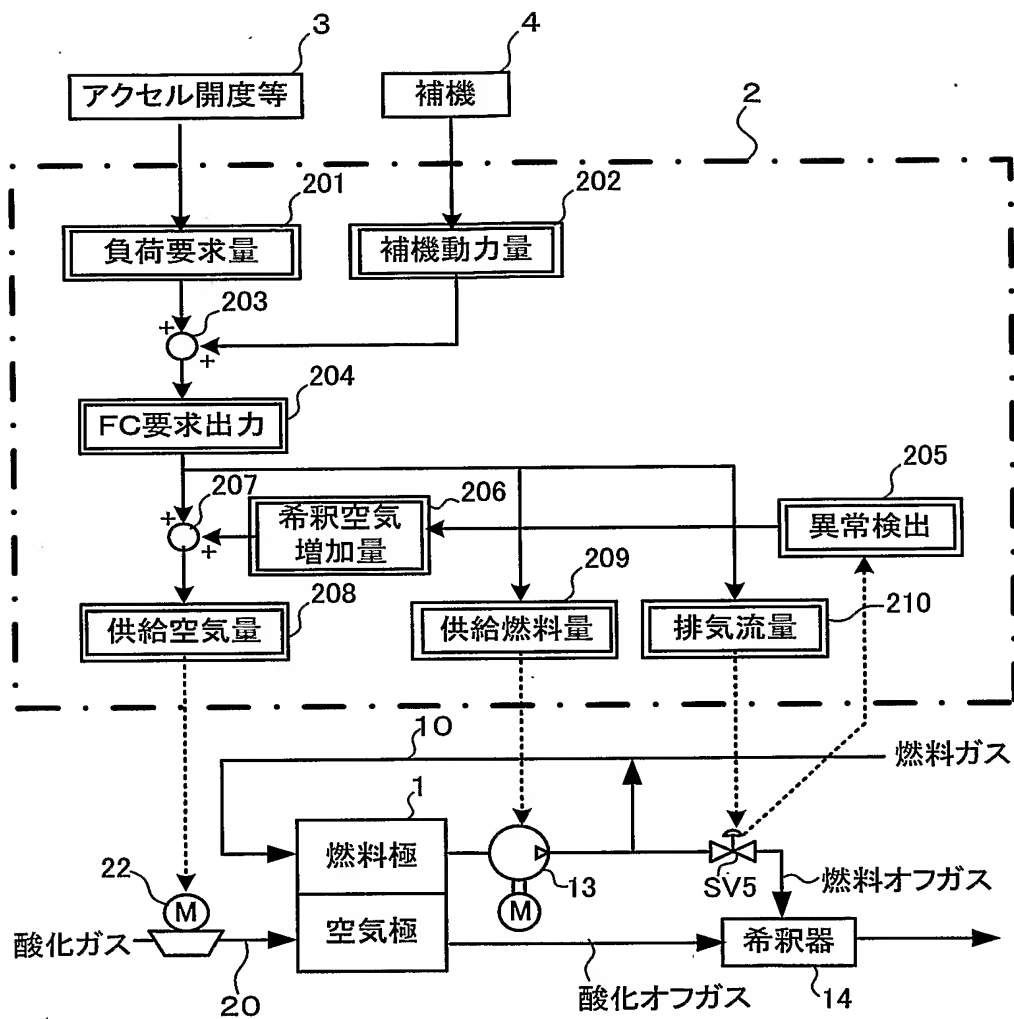 3
4
アクセル開度等
補機
2
201
202
負荷要求量
補機動力量
+
203
+
204
FC要求出力
205
207
206
+
希釈空気
増加量
+
異常検出
208
209
210
供給空気量
供給燃料量
排気流量
10
燃料ガス
1
燃料極
22
M
13
SV5
燃料オフガス
M
空気極
酸化ガス
希釈器
20
酸化オフガス
14